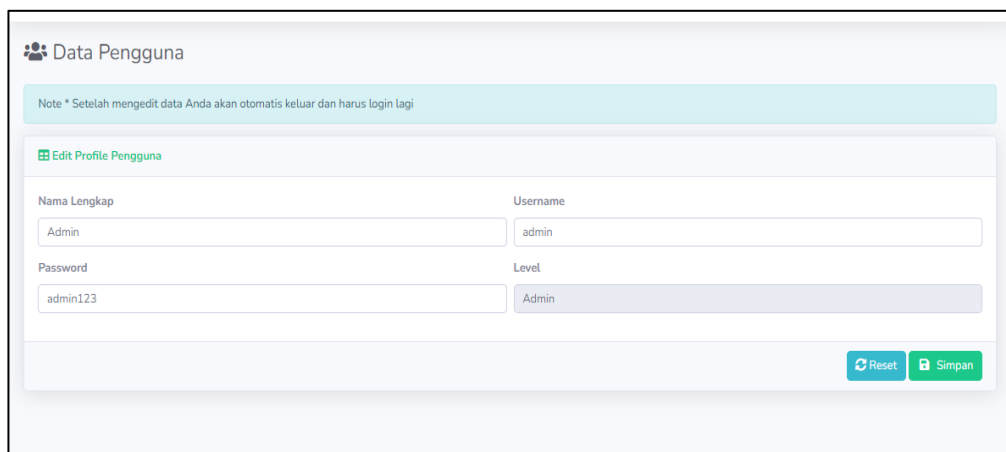 Data Pengguna
Note * Setelah mengedit data Anda akan otomatis keluar dan harus login lagi
Edit Profile Pengguna
Nama Lengkap
Username
Admin
admin
Password
Level
admin123
Admin
Reset
Simpan